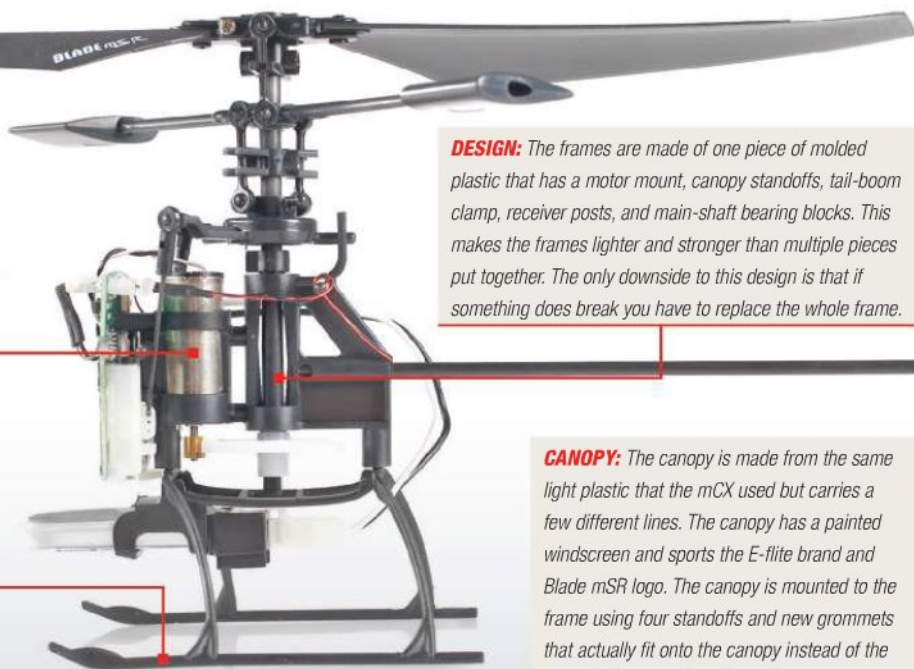 BLADE mSR
DESIGN: The frames are made of one piece of molded
plastic that has a motor mount, canopy standoffs, tail-boom
clamp, receiver posts, and main-shaft bearing blocks. This
makes the frames lighter and stronger than multiple pieces
put together. The only downside to this design is that if
something does break you have to replace the whole frame.
CANOPY: The canopy is made from the same
light plastic that the mCX used but carries a
few different lines. The canopy has a painted
windscreen and sports the E-flite brand and
Blade mSR logo. The canopy is mounted to the
frame using four standoffs and new grommets
that actually fit onto the canopy instead of the